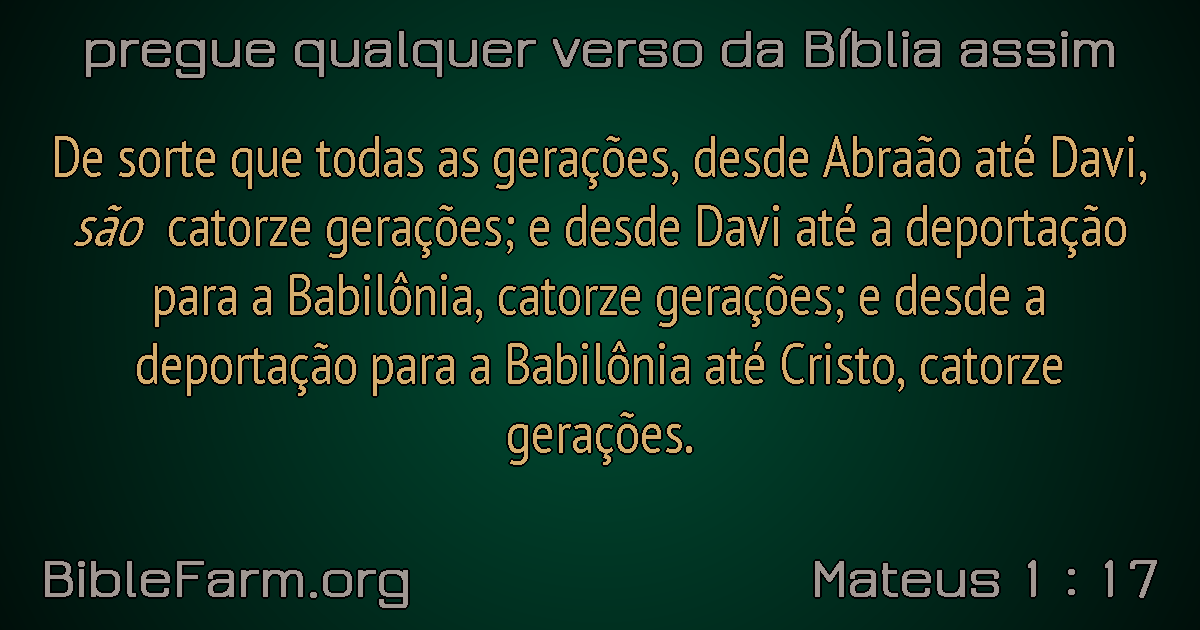 pregue qualquer verso da Bíblia assim
De sorte que todas as gerações, desde Abraão até Davi,
são catorze gerações; e desde Davi até a deportação
para a Babilônia, catorze gerações; e desde a
deportação para a Babilônia até Cristo, catorze
gerações.
BibleFarm.org
Mateus 1 : 17